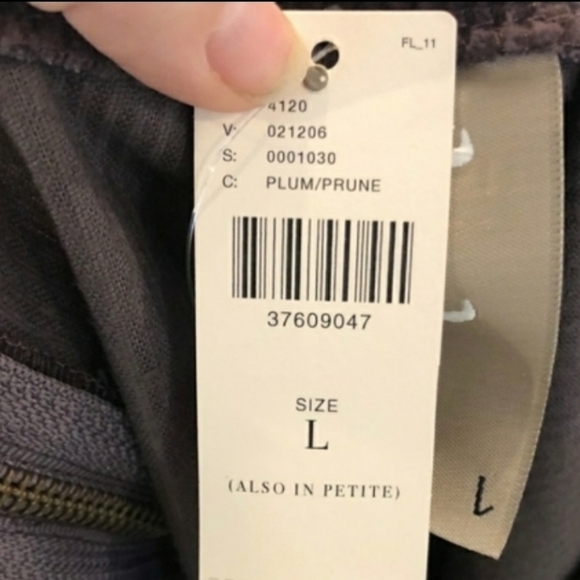 FL_11
4120
V: 021206
S: 0001030
C: PLUM/PRUNE
37609047
SIZE
L
(ALSO IN PETITE)
L